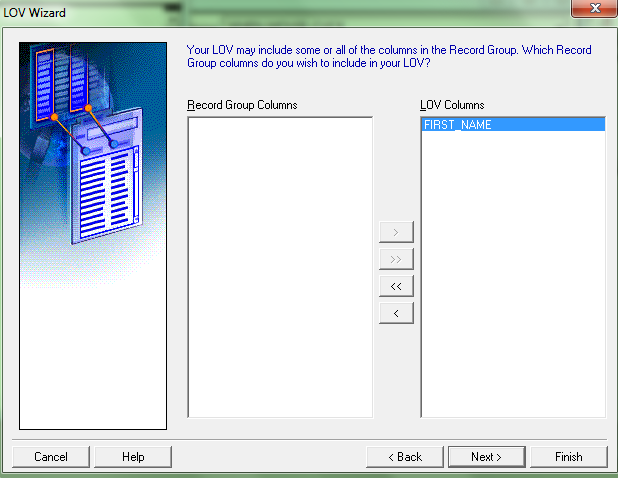 LOV Wizard
X
Your LOV may include some or all of the columns in the Record Group. Which Record
Group columns do you wish to include in your LOV?
Record Group Columns
LOV Columns
FIRST_NAME
>
>>
<<
<
Cancel
Help
< Back
Next >
Finish